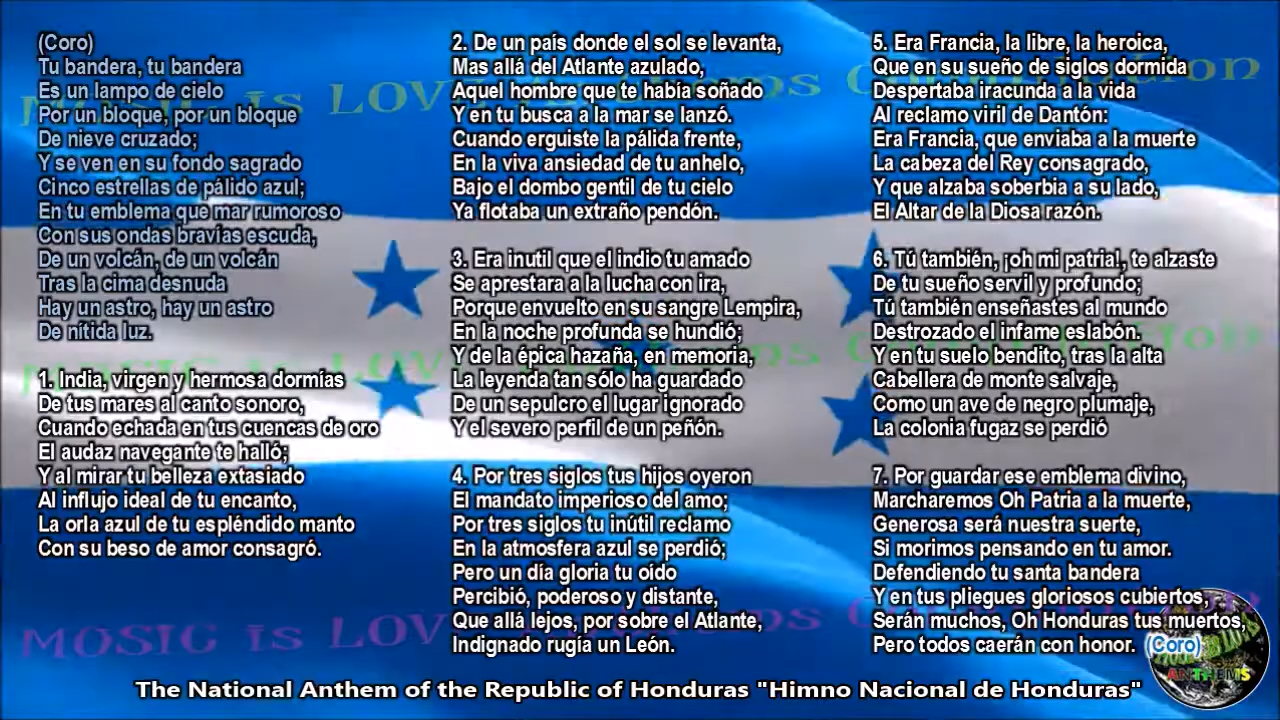 (Coro)
Tu bandera, tu bandera
Es un lampo de cielo
Por un bloque, por un bloque
De nieve cruzado;
Y se ven en su fondo sagrado
Cinco estrellas de pálido azul;
En tu emblema que mar rumoroso
Con sus ondas bravías escuda,
De un volcán, de un volcán
Tras la cima desnuda
Hay un astro, hay un astro
De nítida luz.
1. India, virgen y hermosa dormías
De tus mares al canto sonoro,
Cuando echada en tus cuencas de oro
El audaz navegante te halló;
Y al mirar tu belleza extasiado
Al influjo ideal de tu encanto,
La orla azul de tu espléndido manto
Con su beso de amor consagró.
2. De un país donde el sol se levanta,
Mas allá del Atlante azulado,
Aquel hombre que te había soñado
Y en tu busca a la mar se lanzó.
Cuando erguiste la pálida frente,
En la viva ansiedad de tu anhelo,
Bajo el dombo gentil de tu cielo
Ya flotaba un extraño pendón.
3. Era inutil que el indio tu amado
Se aprestara a la lucha con ira,
Porque envuelto en su sangre Lempira,
En la noche profunda se hundió;
Y de la épica hazaña, en memoria,
La leyenda tan sólo ha guardado
De un sepulcro el lugar ignorado
Y el severo perfil de un peñón.
4. Por tres siglos tus hijos oyeron
El mandato imperioso del amo;
Por tres siglos tu inútil reclamo
En la atmosfera azul se perdió;
Pero un día gloria tu oído
Percibió, poderoso y distante,
Que allá lejos, por sobre el Atlante,
Indignado rugía un León.
5. Era Francia, la libre, la heroica,
Que en su sueño de siglos dormida
Despertaba iracunda a la vida
Al reclamo viril de Dantón:
Era Francia, que enviaba a la muerte
La cabeza del Rey consagrado,
Y que alzaba soberbia a su lado,
El Altar de la Diosa razón.
6. Tú también, ¡oh mi patria!, te alzaste
De tu sueño servil y profundo;
Tú también enseñastes al mundo
Destrozado el infame eslabón.
Y en tu suelo bendito, tras la alta
Cabellera de monte salvaje,
Como un ave de negro plumaje,
La colonia fugaz se perdió
7. Por guardar ese emblema divino,
Marcharemos Oh Patria a la muerte,
Generosa será nuestra suerte,
Si morimos pensando en tu amor.
Defendiendo tu santa bandera
Y en tus pliegues gloriosos cubiertos,
Serán muchos, Oh Honduras tus muertos,
Pero todos caerán con honor. (Coro)
The National Anthem of the Republic of Honduras "Himno Nacional de Honduras"
MUSIC is LOVE
MUSIC is LOVE
MUSIC is LOVE
ANTHEMS